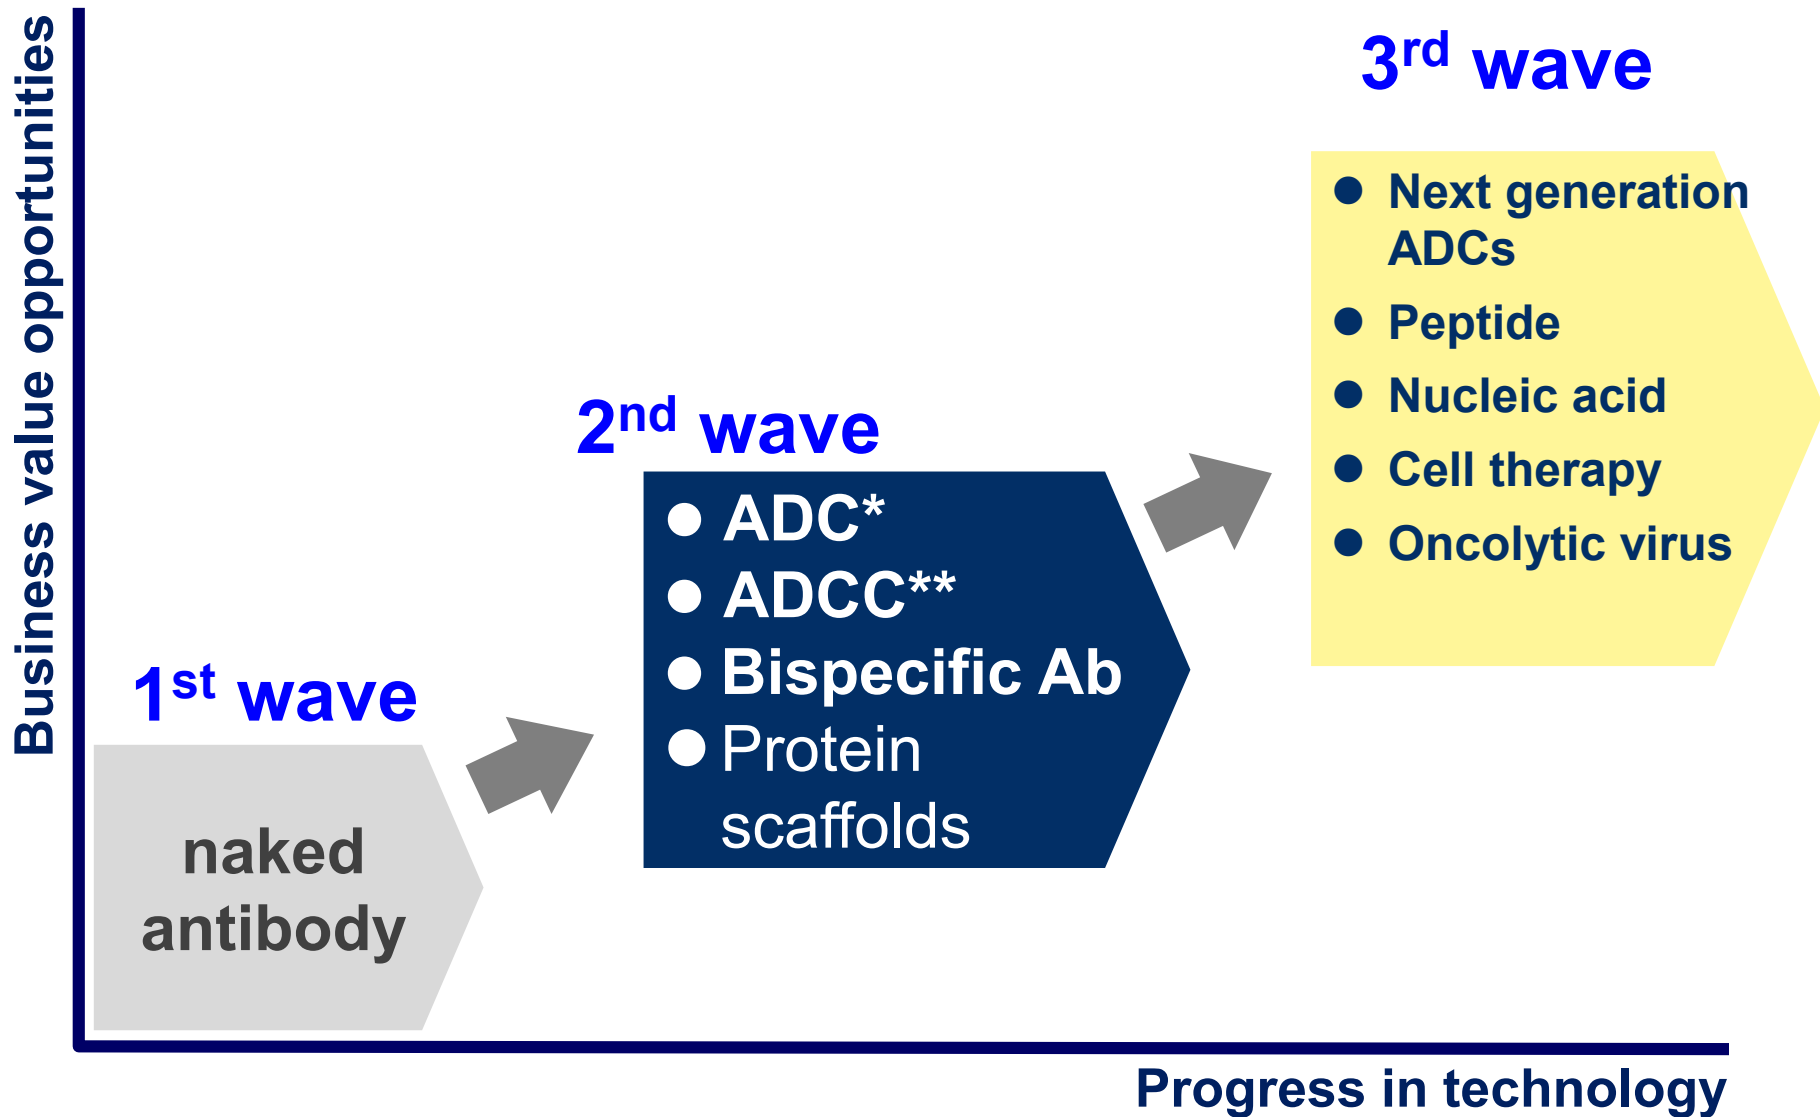 Business value opportunities
1st wave
naked
antibody
2nd wave
● ADC*
● ADCC**
● Bispecific Ab
● Protein
scaffolds
3rd wave
● Next generation
ADCs
● Peptide
● Nucleic acid
● Cell therapy
● Oncolytic virus
Progress in technology